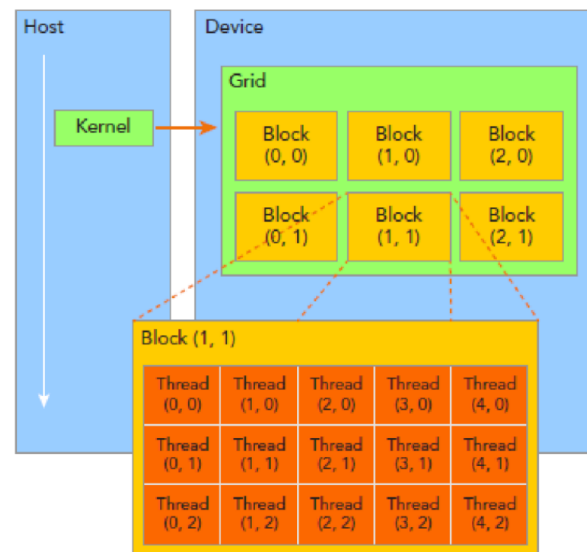 Host
Device
Grid
Kernel
Block
(0, 0)
Block
(1, 0)
Block
(2, 0)
Block
(0, 1)
Block
(1, 1)
Block
(2, 1)
Block (1, 1)
Thread
(0, 0)
Thread
(1, 0)
Thread
(2, 0)
Thread
(3, 0)
Thread
(4, 0)
Thread
(0, 1)
Thread
(1, 1)
Thread
(2, 1)
Thread
(3, 1)
Thread
(4, 1)
Thread
(0, 2)
Thread
(1, 2)
Thread
(2, 2)
Thread
(3, 2)
Thread
(4, 2)